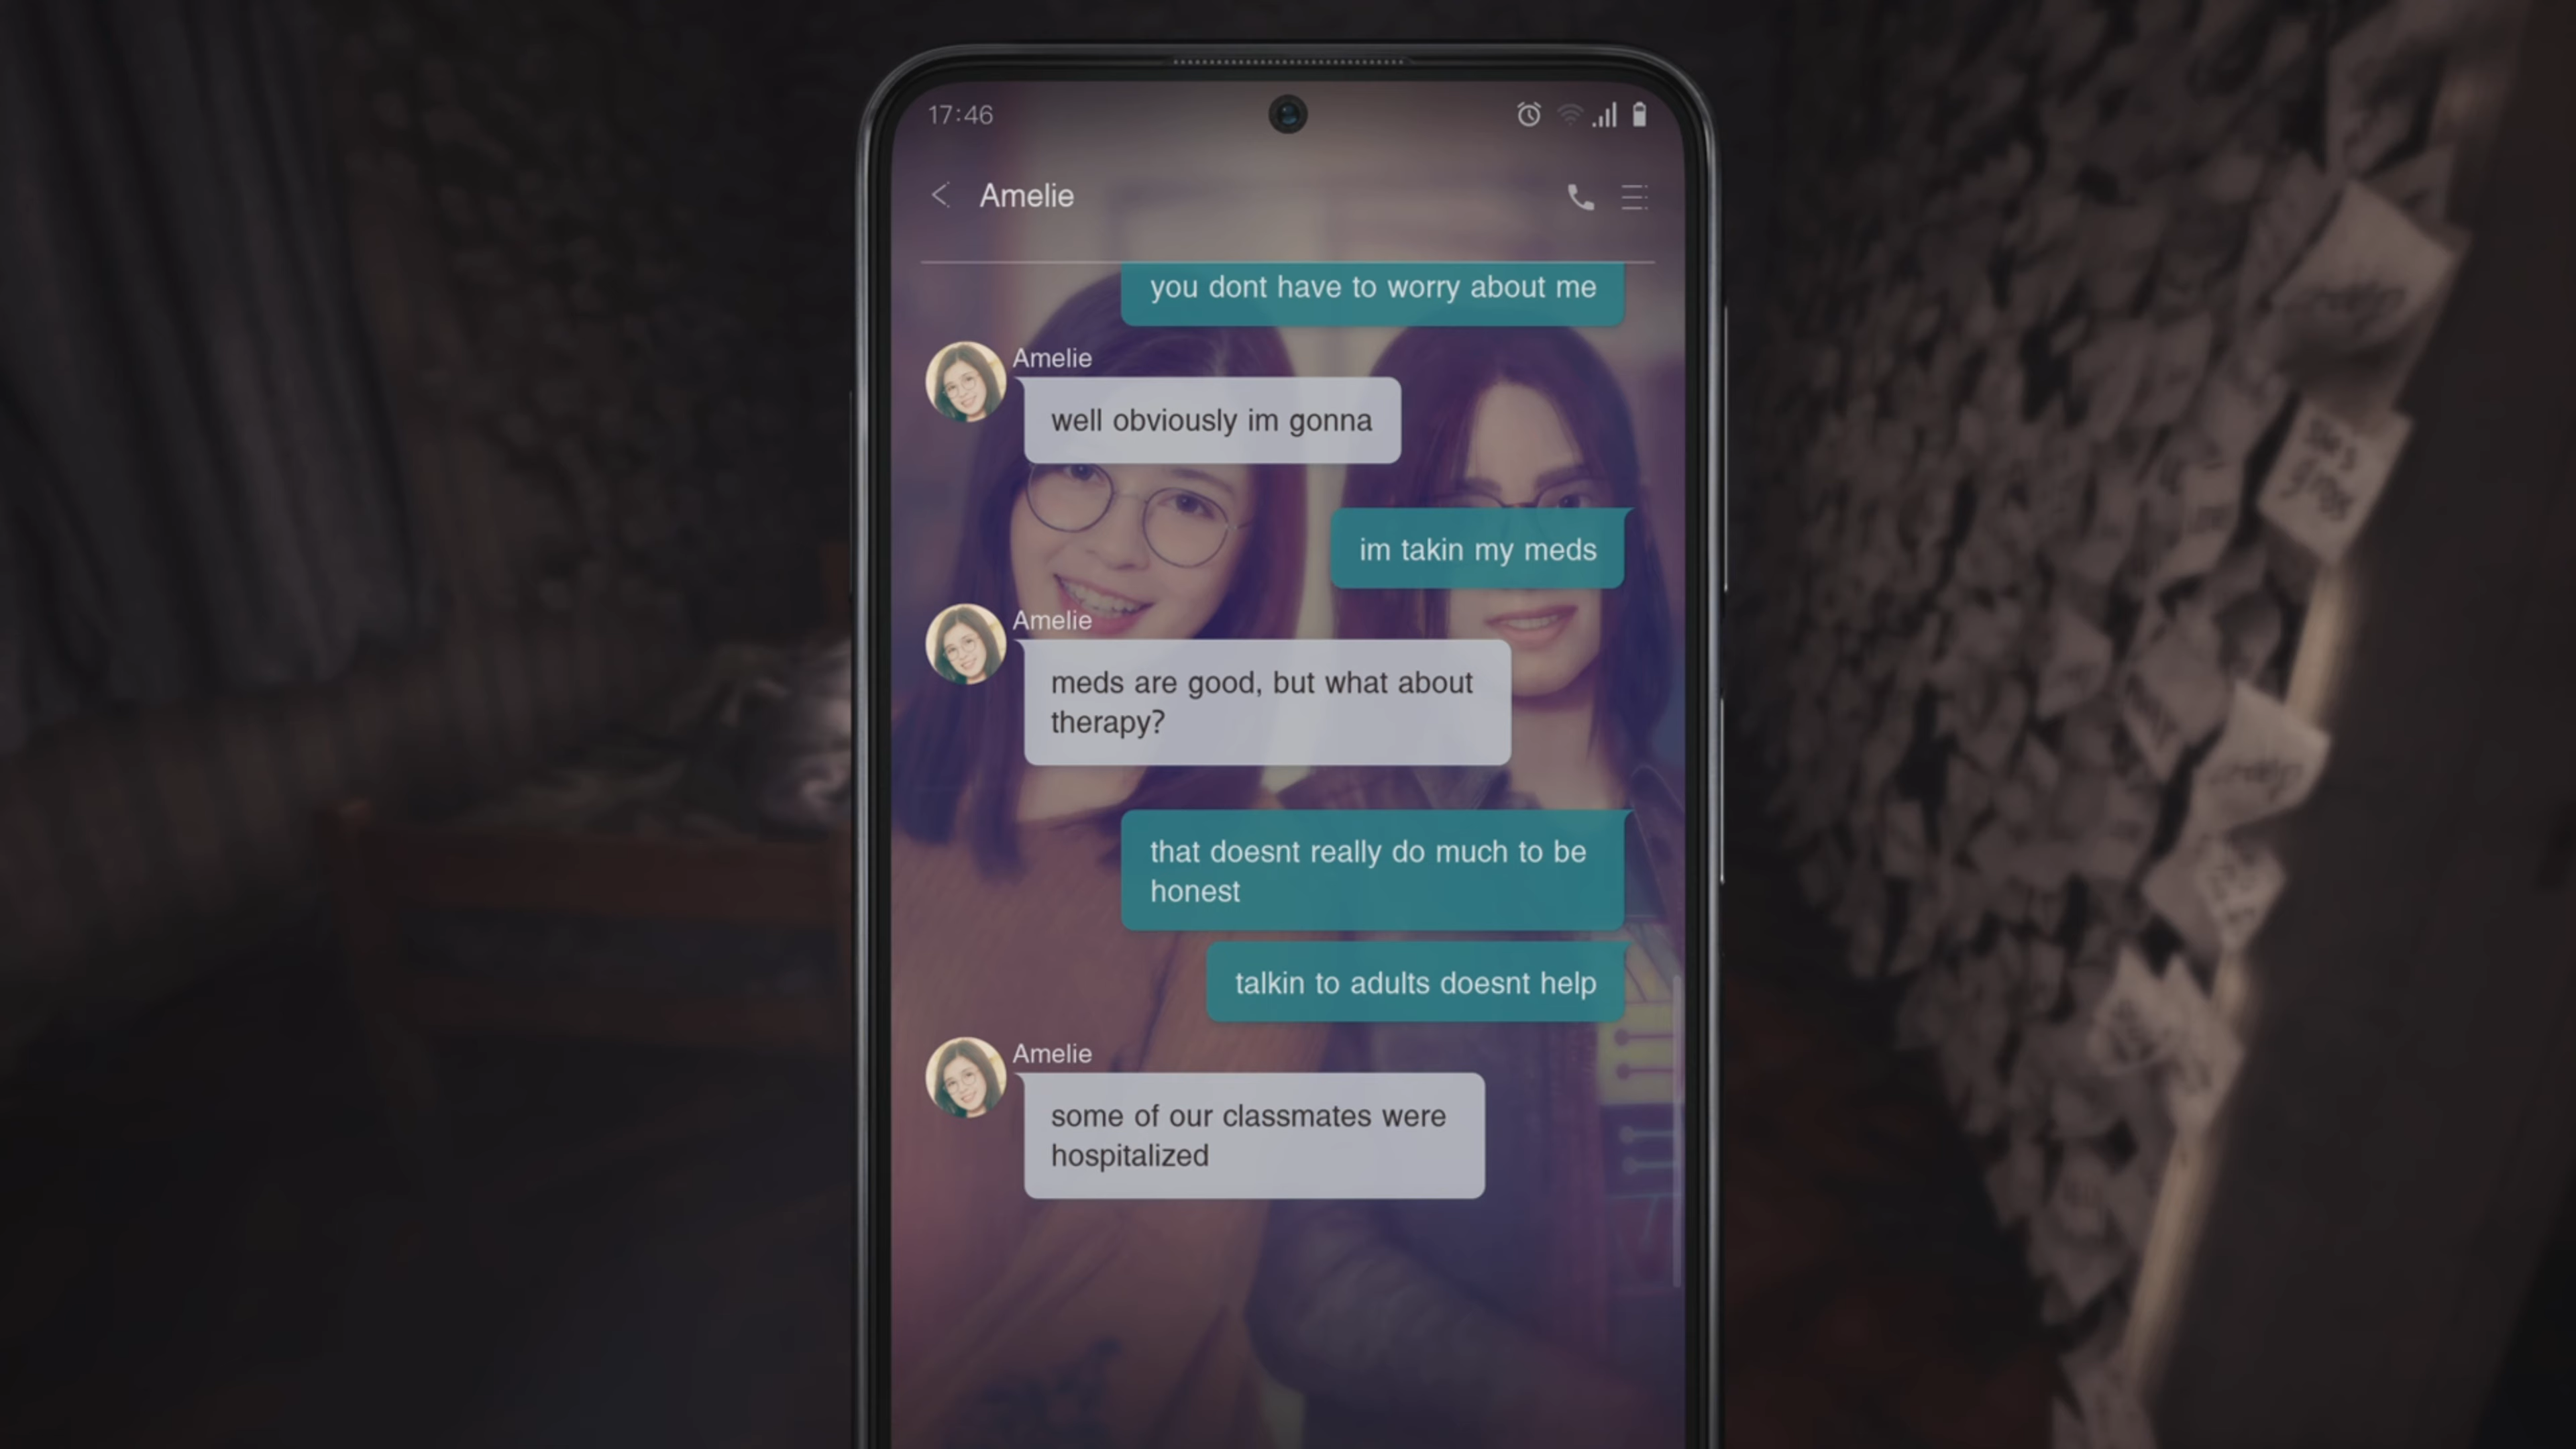 17:46
Amelie
you dont have to worry about me
Amelie
well obviously im gonna
im takin my meds
Amelie
meds are good, but what about
therapy?
that doesnt really do much to be
honest
talkin to adults doesnt help
Amelie
some of our classmates were
hospitalized